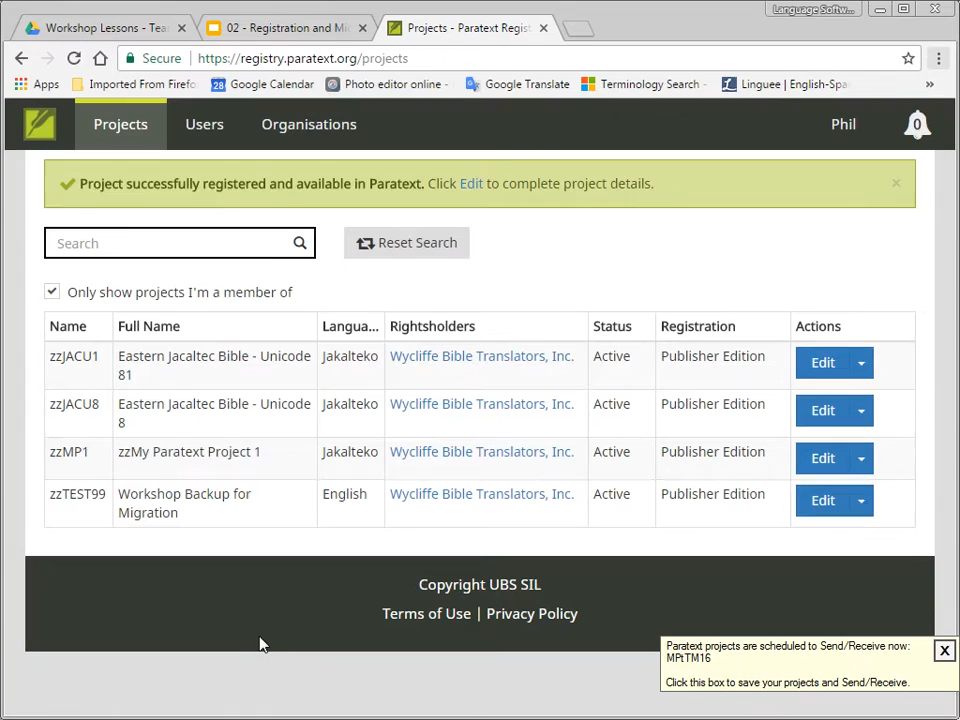 Language Softw...
Workshop Lessons - Tea
02 - Registration and Mi
Projects - Paratext Regist
Secure
https://registry.paratext.org/projects
Apps
Imported From Firefo
28
Google Calendar
Photo editor online -
Google Translate
Terminology Search -
Linguee | English-Spa
»
Projects
Users
Organisations
Phil
0
Project successfully registered and available in Paratext. Click Edit to complete project details.
×
Search
Reset Search
Only show projects I'm a member of
Name Full Name Langua... Rightsholders Status Registration Actions
zzJACU1 Eastern Jacaltec Bible - Unicode Jakalteko Wycliffe Bible Translators, Inc. Active Publisher Edition Edit
81
zzJACU8 Eastern Jacaltec Bible - Unicode Jakalteko Wycliffe Bible Translators, Inc. Active Publisher Edition Edit
8
zzMP1 zzMy Paratext Project 1 Jakalteko Wycliffe Bible Translators, Inc. Active Publisher Edition Edit
zzTEST99 Workshop Backup for English Wycliffe Bible Translators, Inc. Active Publisher Edition Edit
Migration
Copyright UBS SIL
Terms of Use | Privacy Policy
Paratext projects are scheduled to Send/Receive now:
MPtTM16
Click this box to save your projects and Send/Receive.
X